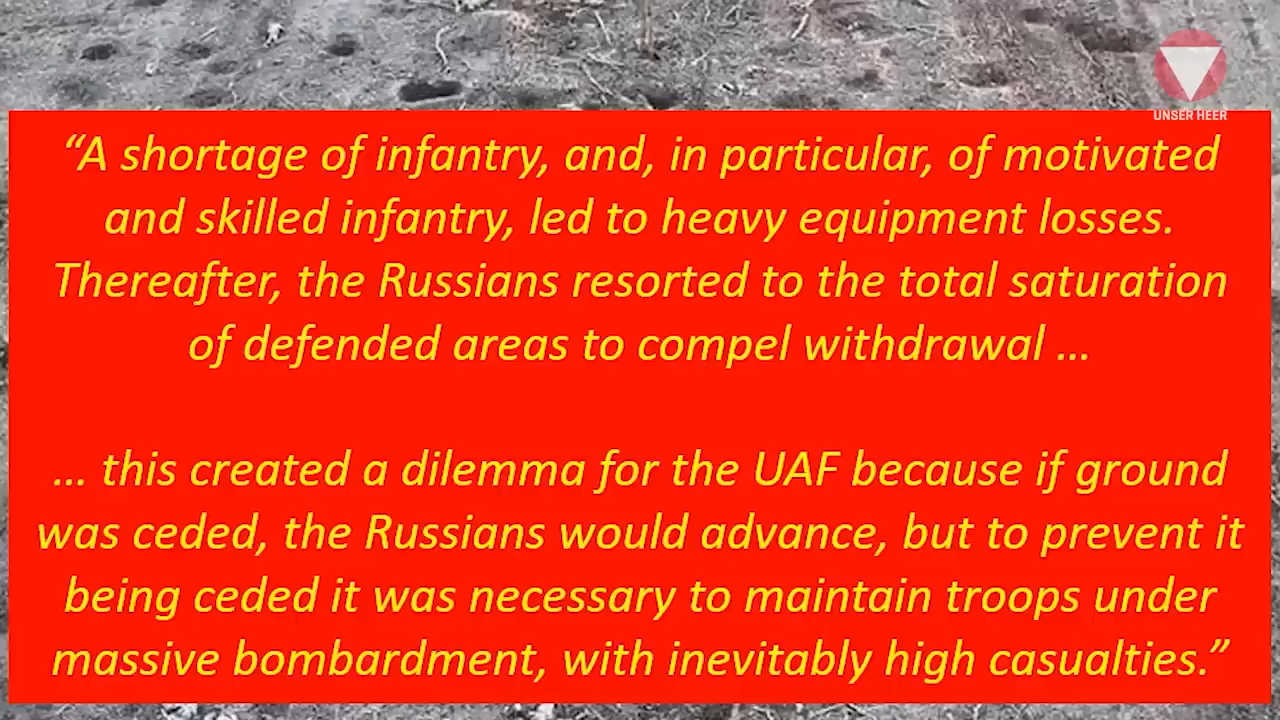 UNSER HEER
“A shortage of infantry, and, in particular, of motivated
and skilled infantry, led to heavy equipment losses.
Thereafter, the Russians resorted to the total saturation
of defended areas to compel withdrawal ...
... this created a dilemma for the UAF because if ground
was ceded, the Russians would advance, but to prevent it
being ceded it was necessary to maintain troops under
massive bombardment, with inevitably high casualties.”